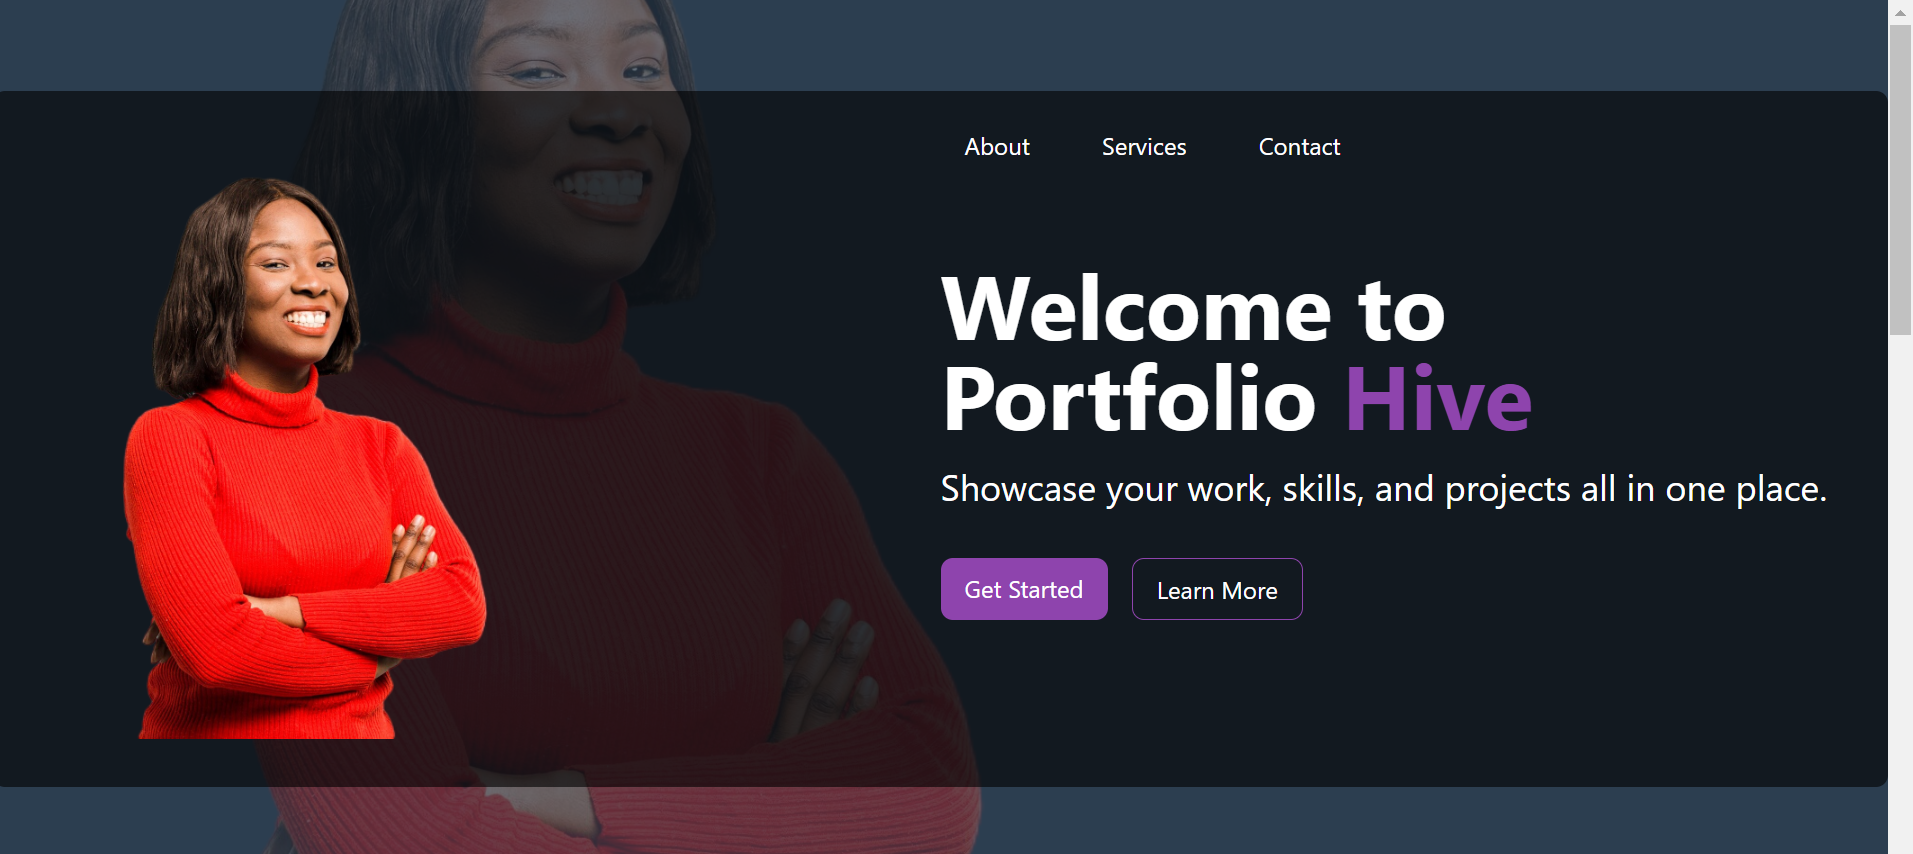 About Services Contact
Welcome to
Portfolio Hive
Showcase your work, skills, and projects all in one place.
Get Started Learn More